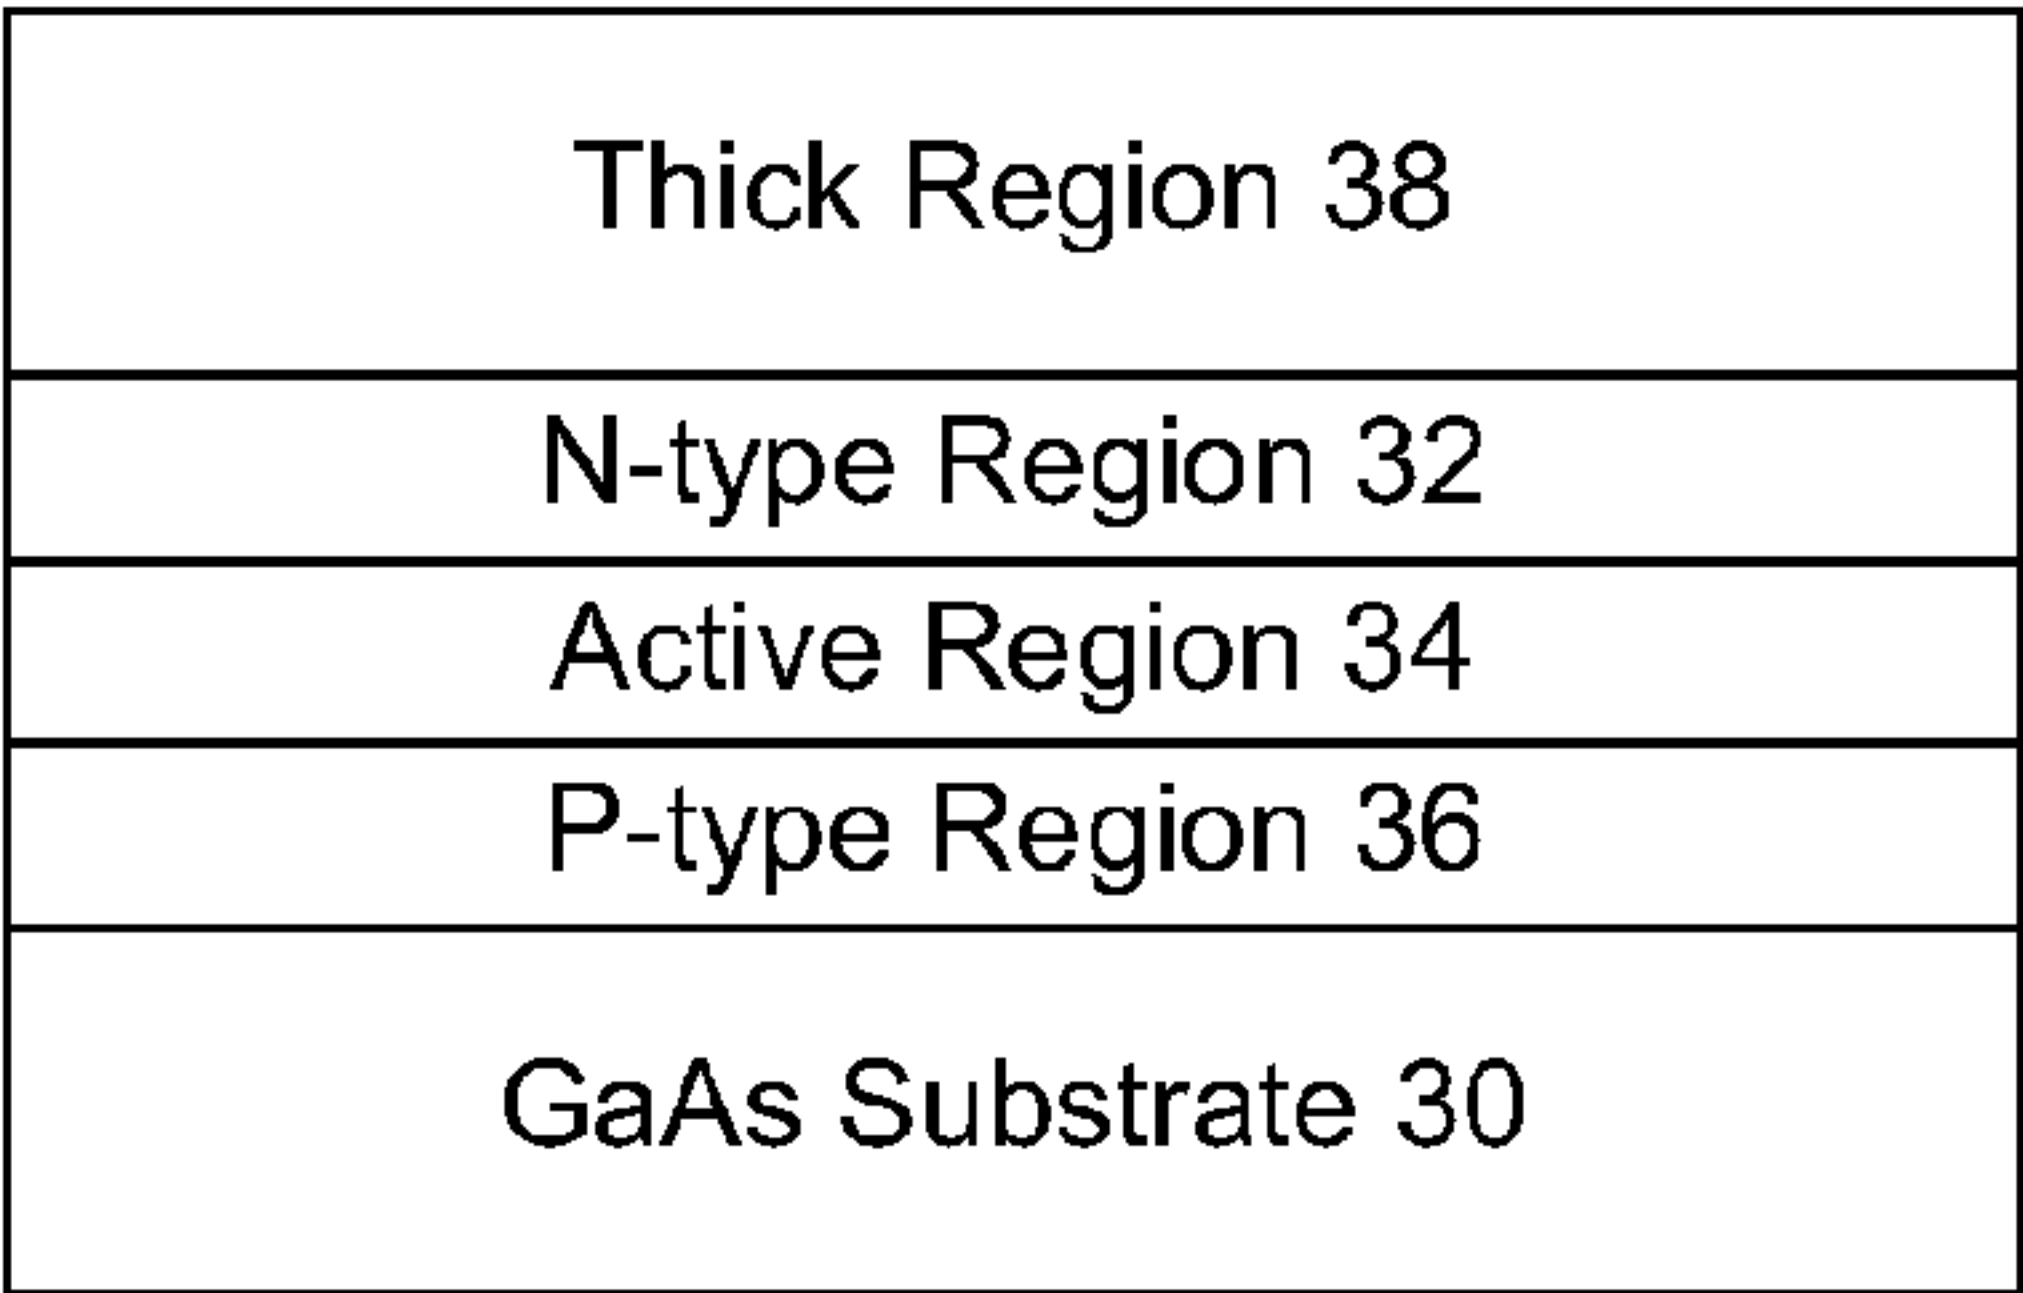 Thick Region 38
N-type Region 32
Active Region 34
P-type Region 36
GaAs Substrate 30